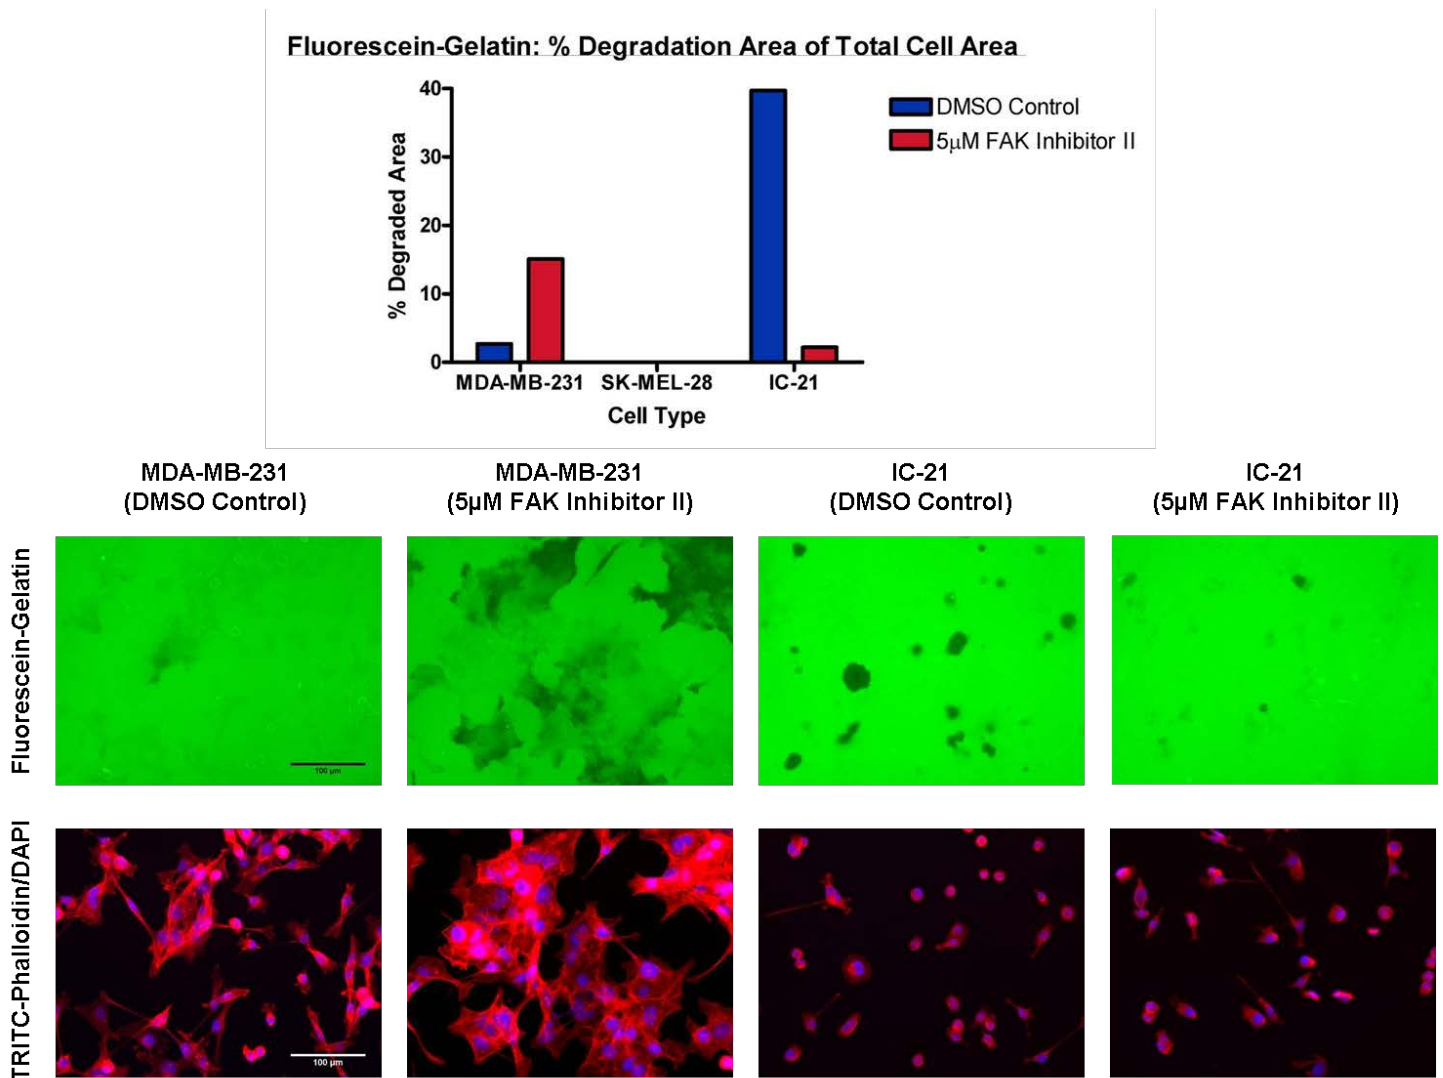 Fluorescein-Gelatin: % Degradation Area of Total Cell Area
% Degraded Area
40
30
20
10
0
MDA-MB-231 SK-MEL-28 IC-21
Cell Type
DMSO Control
5μM FAK Inhibitor II
MDA-MB-231
(DMSO Control)
MDA-MB-231
(5μM FAK Inhibitor II)
IC-21
(DMSO Control)
IC-21
(5μM FAK Inhibitor II)
Fluorescein-Gelatin
100 μm
TRITC-Phalloidin/DAPI
100 μm